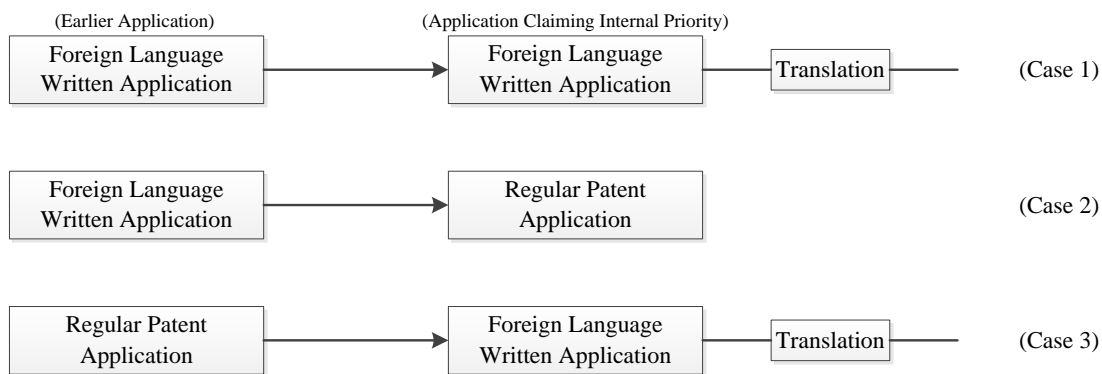 (Earlier Application)
(Application Claiming Internal Priority)
Foreign Language
Written Application
Foreign Language
Written Application
Translation
(Case 1)
Foreign Language
Written Application
Regular Patent
Application
(Case 2)
Regular Patent
Application
Foreign Language
Written Application
Translation
(Case 3)